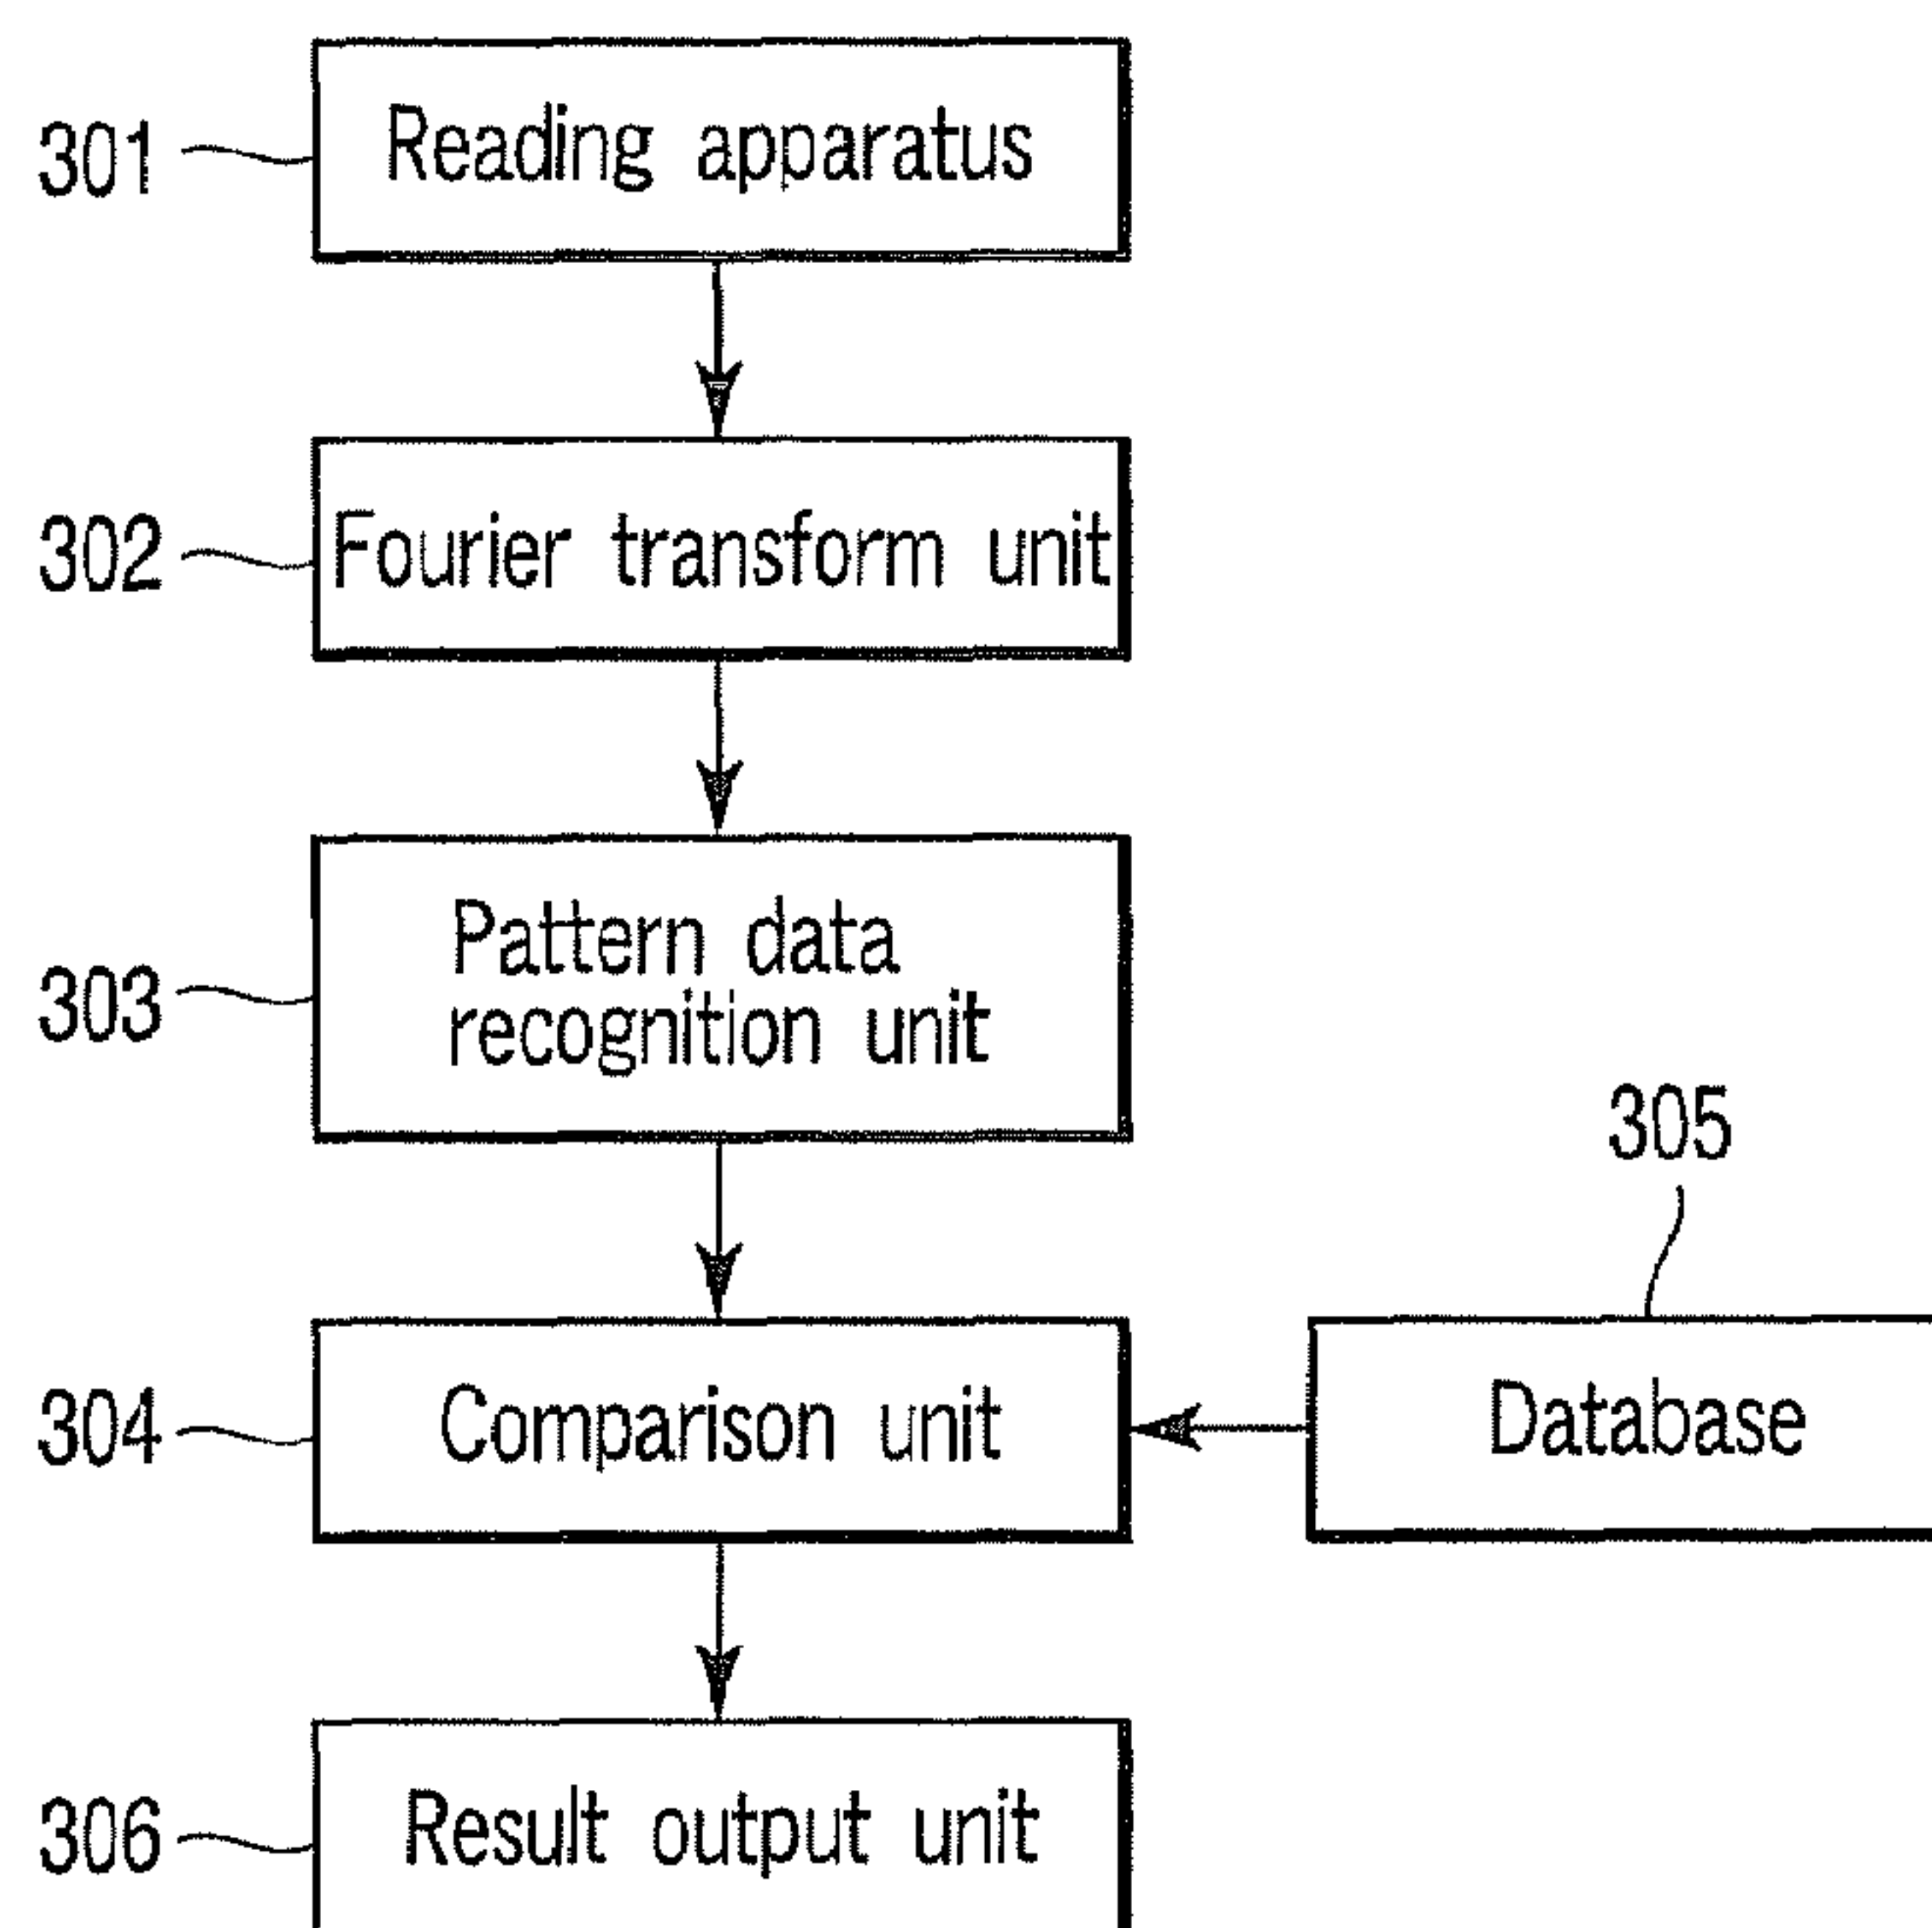 301
Reading apparatus
302
Fourier transform unit
303
Pattern data
recognition unit
305
304
Comparison unit
Database
306
Result output unit